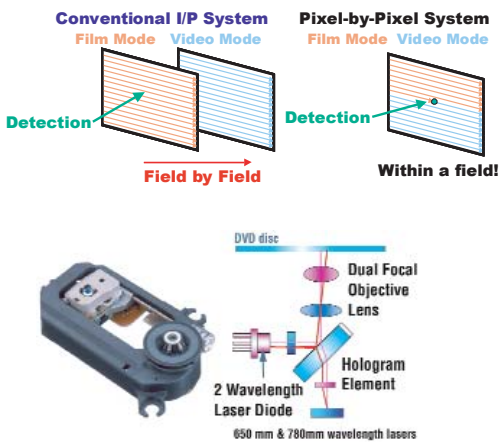 Conventional I/P System
Film Mode Video Mode
Detection
Field by Field
Pixel-by-Pixel System
Film Mode Video Mode
Detection
Within a field!
DVD disc
Dual Focal
Objective
Lens
Hologram
Element
2 Wavelength
Laser Diode
650 mm & 780mm wavelength lasers